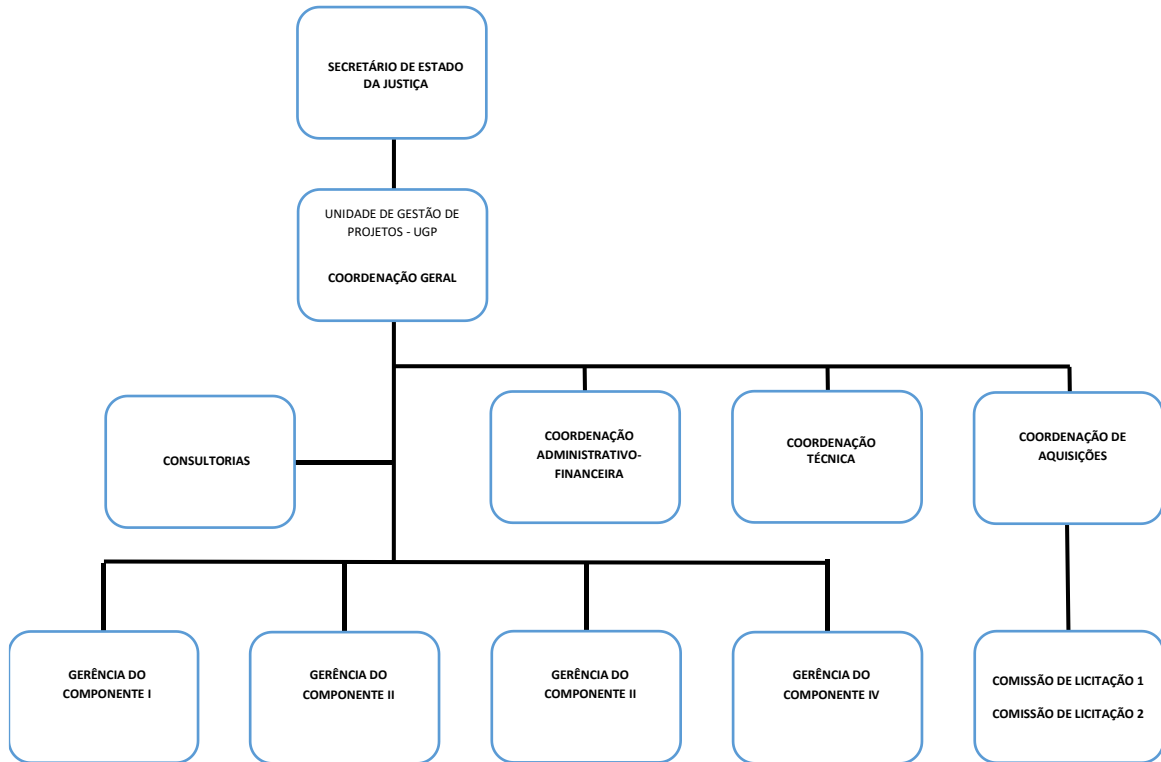 SECRETÁRIO DE ESTADO
DA JUSTIÇA
UNIDADE DE GESTÃO DE
PROJETOS - UGP
COORDENAÇÃO GERAL
CONSULTORIAS
COORDENAÇÃO
ADMINISTRATIVO-
FINANCEIRA
COORDENAÇÃO
TÉCNICA
COORDENAÇÃO DE
AQUISIÇÕES
GERÊNCIA DO
COMPONENTE I
GERÊNCIA DO
COMPONENTE II
GERÊNCIA DO
COMPONENTE II
GERÊNCIA DO
COMPONENTE IV
COMISSÃO DE LICITAÇÃO 1
COMISSÃO DE LICITAÇÃO 2